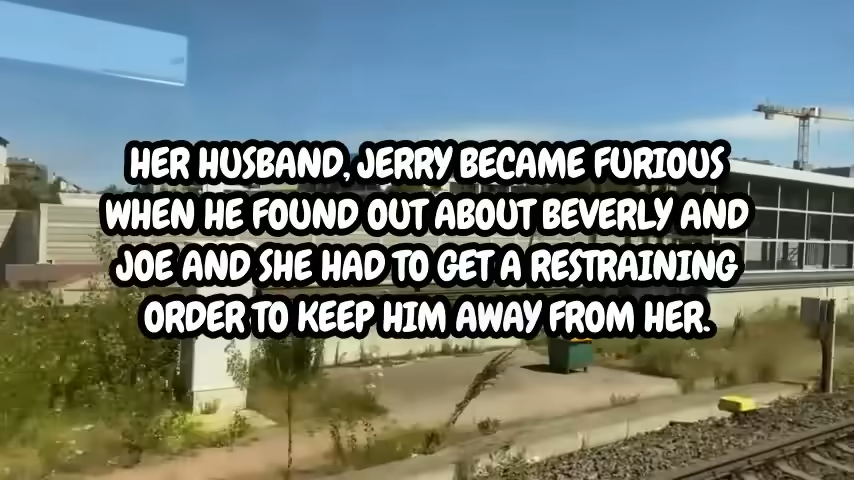 HER HUSBAND, JERRY BECAME FURIOUS
WHEN HE FOUND OUT ABOUT BEVERLY AND
JOE AND SHE HAD TO GET A RESTRAINING
ORDER TO KEEP HIM AWAY FROM HER.